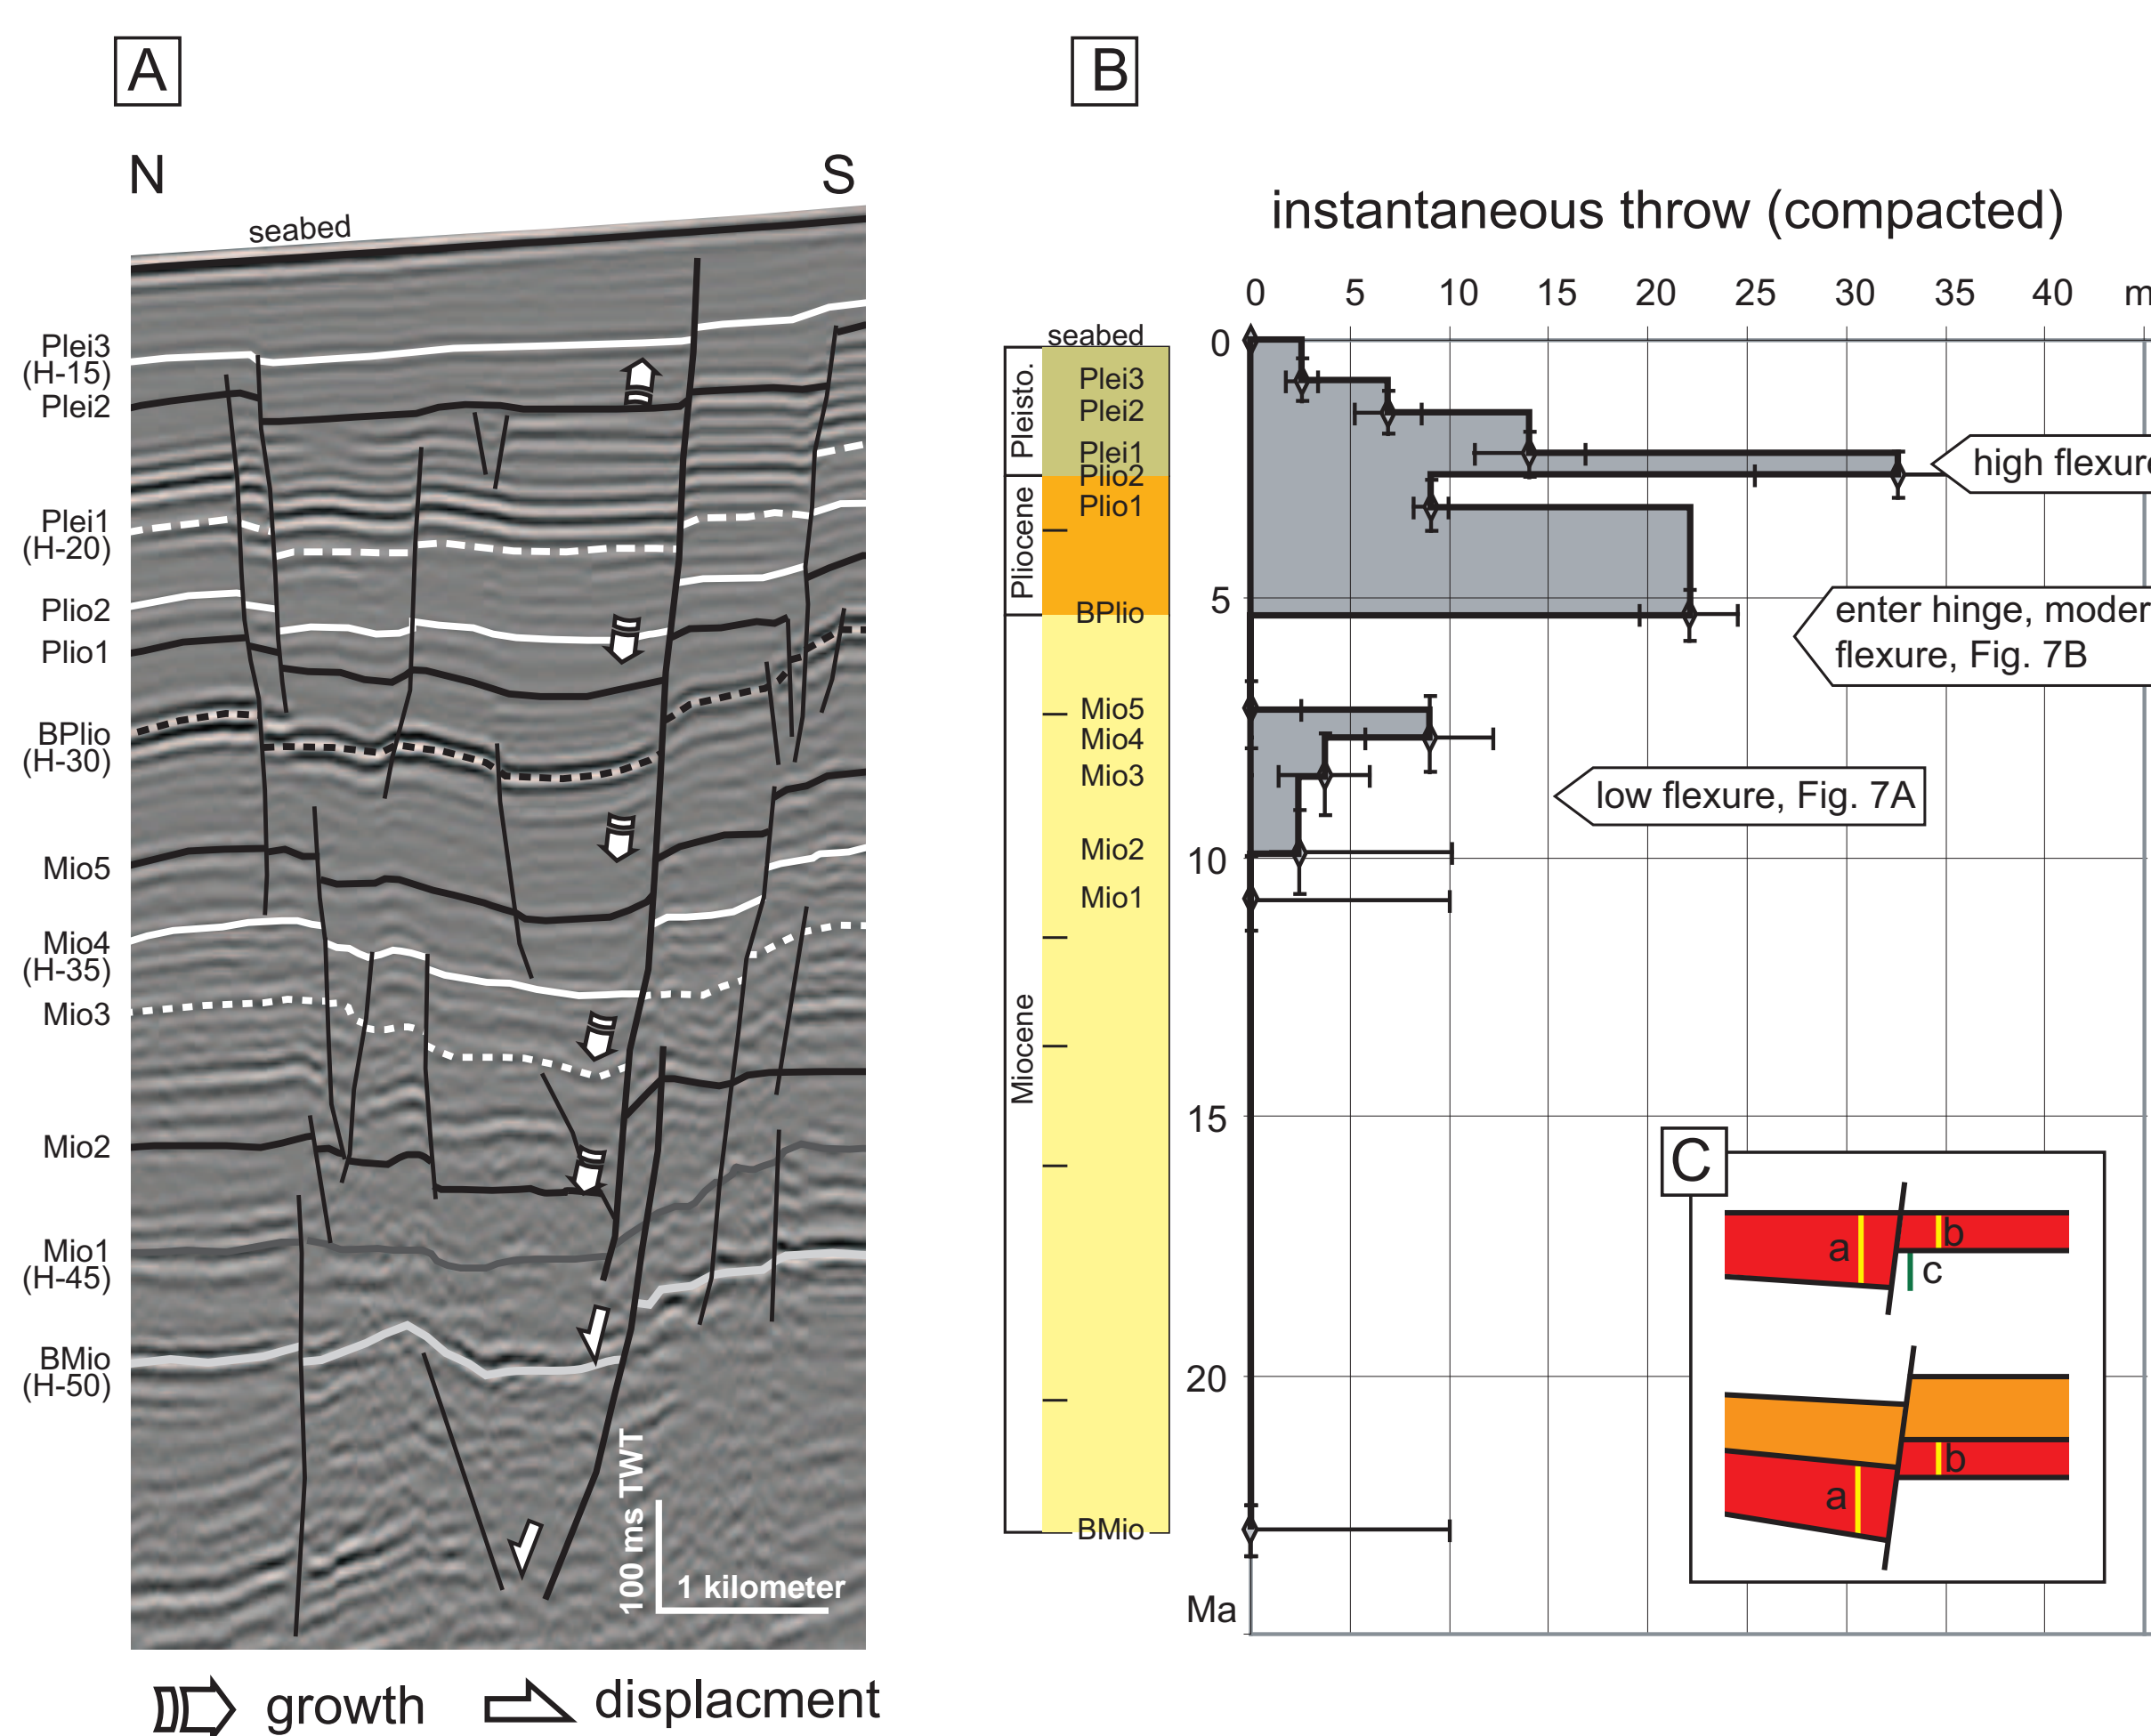 A
N
S
seabed
Plei3
(H-15)
Plei2
Plei1
(H-20)
Plio2
Plio1
BPlio
(H-30)
Mio5
Mio4
(H-35)
Mio3
Mio2
Mio1
(H-45)
BMio
(H-50)
100 ms TWT
1 kilometer
growth
displacment
B
instantaneous throw (compacted)
0 5 10 15 20 25 30 35 40 m
seabed
Plei3
Plei2
Plei1
Plio2
Plio1
BPlio
Mio5
Mio4
Mio3
Mio2
Mio1
BMio
Pleisto.
Pliocene
Miocene
0
5
10
15
20
Ma
high flexure
enter hinge, moder
flexure, Fig. 7B
low flexure, Fig. 7A
C
a
b
c
b
a